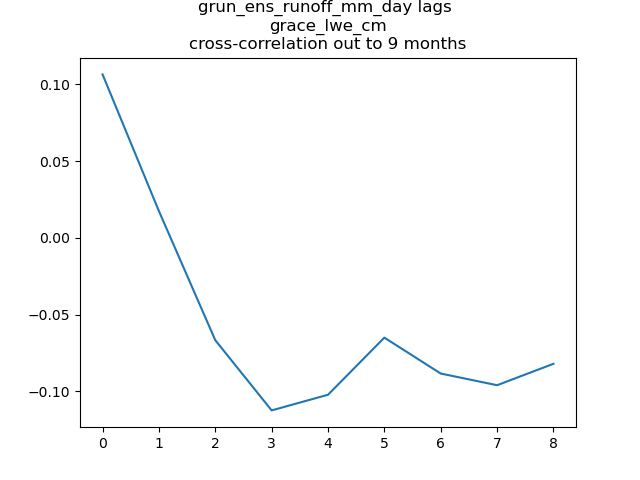 grun_ens_runoff_mm_day lags
grace_lwe_cm
cross-correlation out to 9 months
0.10
0.05
0.00
−0.05
−0.10
0 1 2 3 4 5 6 7 8